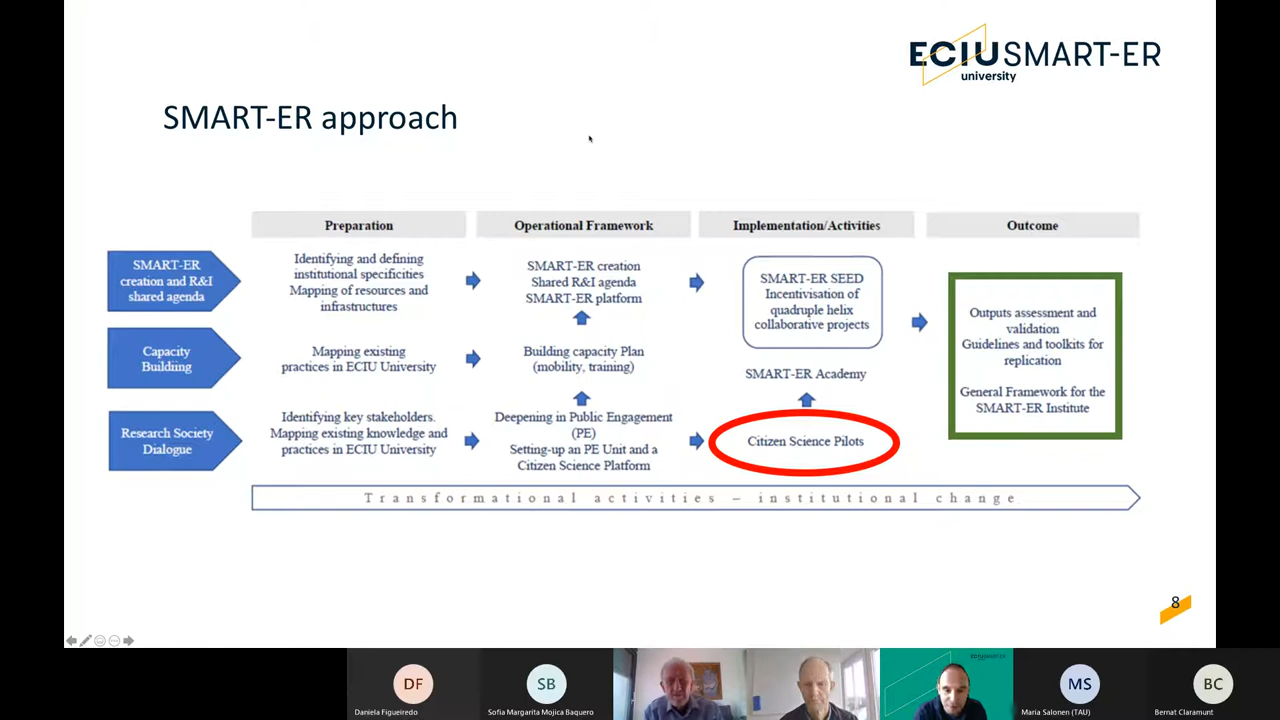 ECIU SMART-ER
university
SMART-ER approach
Preparation
Operational Framework
Implementation/Activities
Outcome
SMART-ER
creation and R&I
shared agenda
Identifying and defining
institutional specificities
Mapping of resources and
infrastructures
SMART-ER creation
Shared R&I agenda
SMART-ER platform
SMART-ER SEED
Incentivisation of
quadruple helix
collaborative projects
Outputs assessment and
validation
Guidelines and toolkits for
replication
General Framework for the
SMART-ER Institute
Capacity
Buildiing
Mapping existing
practices in ECIU University
Building capacity Plan
(mobility, training)
SMART-ER Academy
Research Society
Dialogue
Identifying key stakeholders.
Mapping existing knowledge and
practices in ECIU University
Deepening in Public Engagement
(PE)
Setting-up an PE Unit and a
Citizen Science Platform
Citizen Science Pilots
Transformational activities – institutional change
8
DF
Daniela Figueiredo
SB
Sofia Margarita Mojica Baquero
ECIUSMART-ER
MS
Maria Salonen (TAU)
BC
Bernat Claramunt